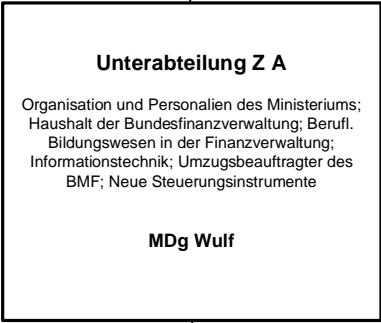 Unterabteilung Z A
Organisation und Personalien des Ministeriums;
Haushalt der Bundesfinanzverwaltung; Berufl.
Bildungswesen in der Finanzverwaltung;
Informationstechnik; Umzugsbeauftragter des
BMF; Neue Steuerungsinstrumente
MDg Wulf